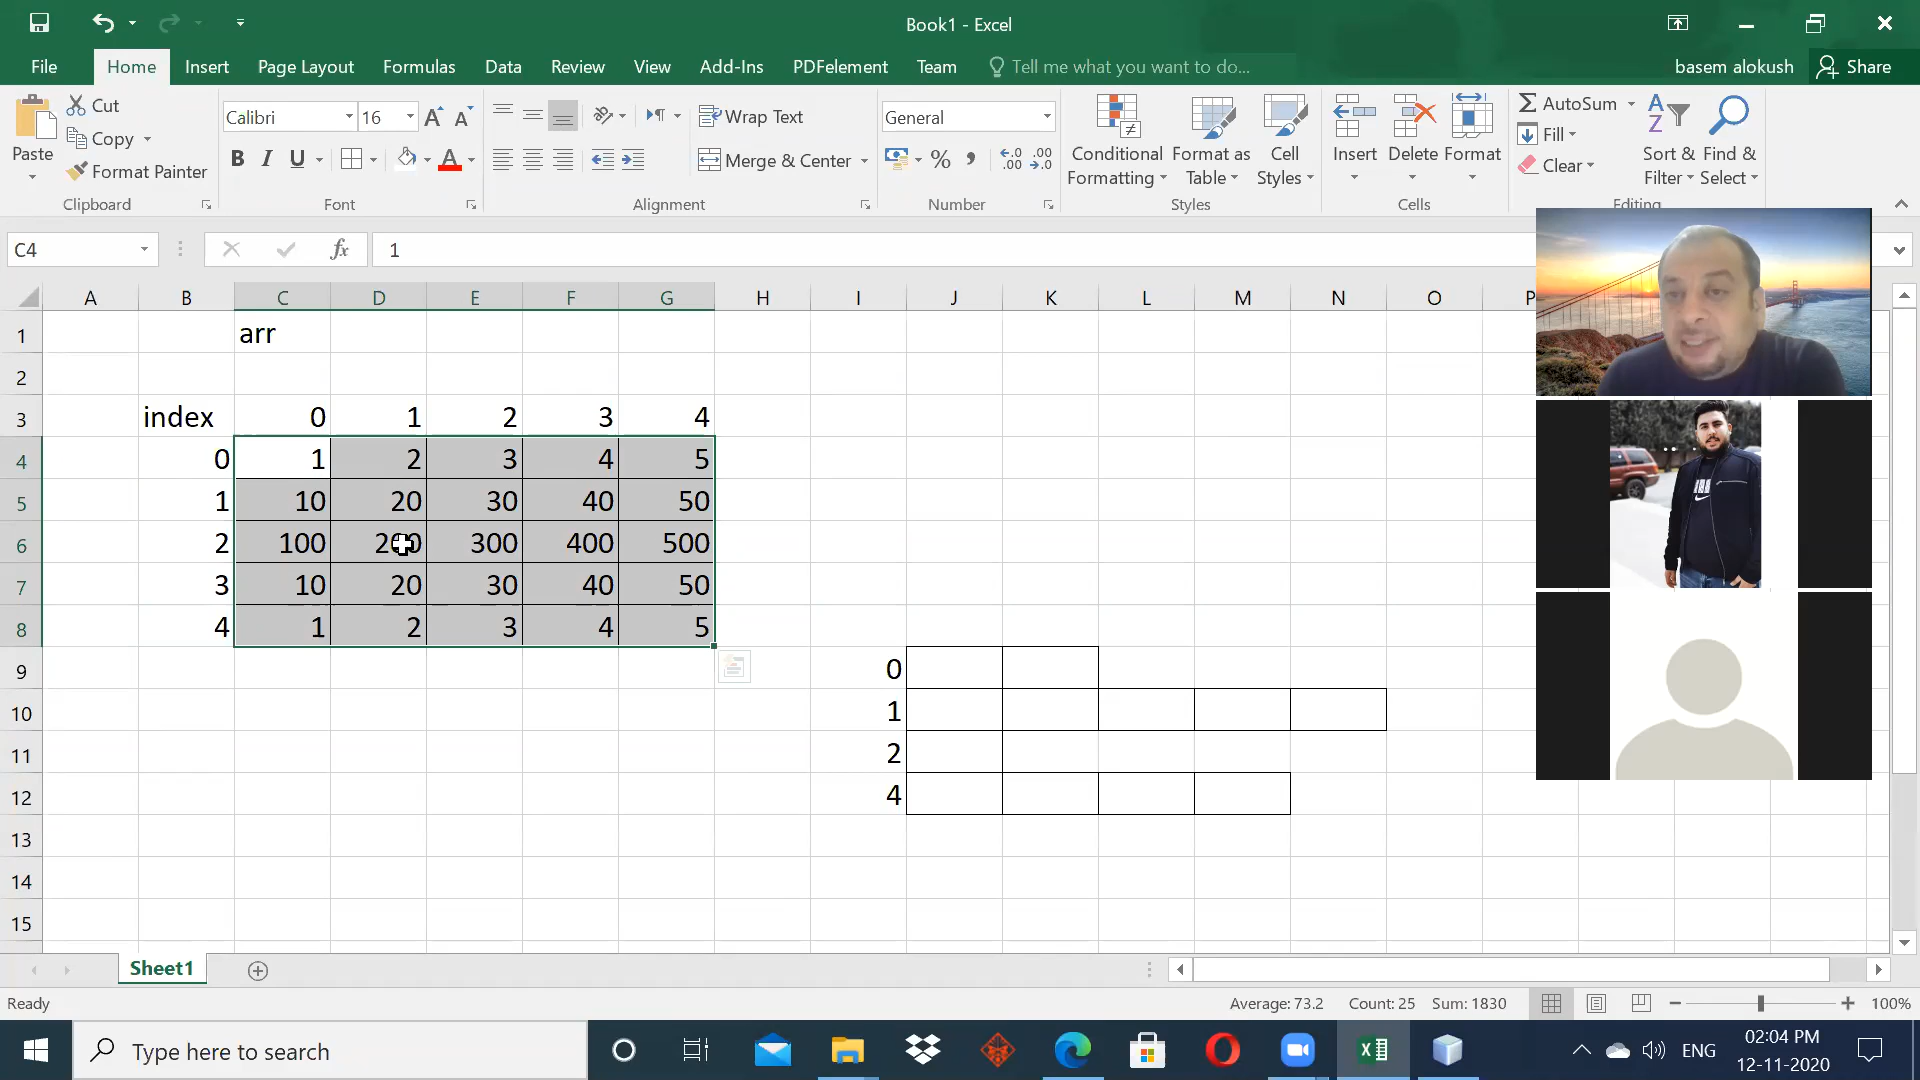 Book1 - Excel
File Home Insert Page Layout Formulas Data Review View Add-Ins PDFelement Team Tell me what you want to do... basem alokush Share
Paste Cut Copy Format Painter
Calibri 16
B I U A
Wrap Text
Merge & Center
General
% , .0 .00 .00 .0
Conditional Formatting Format as Table Cell Styles
Insert Delete Format
AutoSum Fill Clear
Sort & Filter Find & Select
Clipboard Font Alignment Number Styles Cells Editing
C4 fx 1
A B C D E F G H I J K L M N O P
1 arr
2
3 index 0 1 2 3 4
4 0 1 2 3 4 5
5 1 10 20 30 40 50
6 2 100 200 300 400 500
7 3 10 20 30 40 50
8 4 1 2 3 4 5
9 0
10 1
11 2
12 4
13
14
15
Sheet1
Ready Average: 73.2 Count: 25 Sum: 1830 100%
Type here to search ENG 02:04 PM
12-11-2020